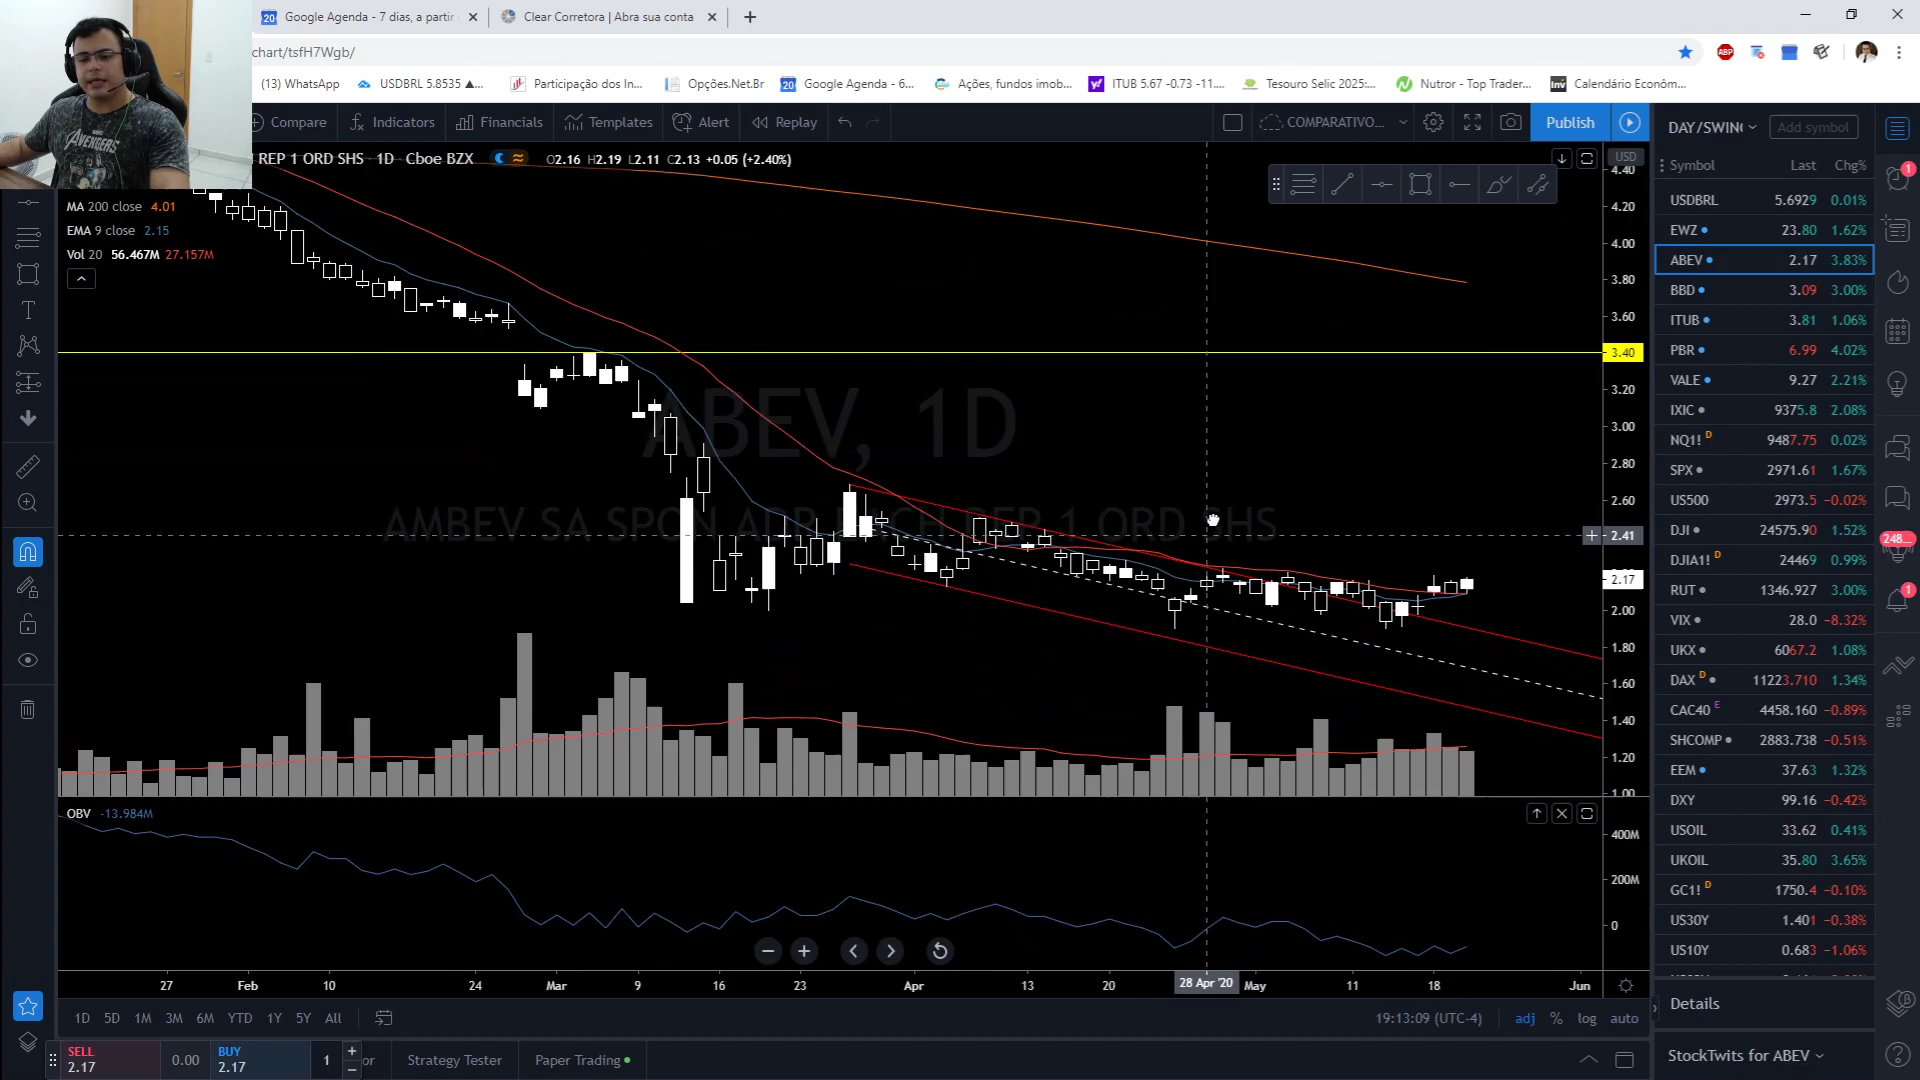 Google Agenda - 7 dias, a partir
Clear Corretora | Abra sua conta
chart/tsfH7Wgb/
(13) WhatsApp
USDBRL 5.8535 ▲...
Participação dos In...
Opções.Net.Br
Google Agenda - 6...
Ações, fundos imob...
ITUB 5.67 -0.73 -11....
Tesouro Selic 2025:...
Nutror - Top Trader...
Calendário Econôm...
Compare
Indicators
Financials
Templates
Alert
Replay
COMPARATIVO...
Publish
REP 1 ORD SHS · 1D · Cboe BZX
O2.16 H2.19 L2.11 C2.13 +0.05 (+2.40%)
MA 200 close 4.01
EMA 9 close 2.15
Vol 20 56.467M 27.157M
ABEV, 1D
AMBEV SA SPON ADR EACH REP 1 ORD SHS
USD
4.40
4.20
4.00
3.80
3.60
3.40
3.20
3.00
2.80
2.60
2.41
2.17
2.00
1.80
1.60
1.40
1.20
1.00
OBV -13.984M
400M
200M
0
27
Feb
10
24
Mar
9
16
23
Apr
13
20
28 Apr '20
May
11
18
Jun
1D 5D 1M 3M 6M YTD 1Y 5Y All
19:13:09 (UTC-4)
adj % log auto
SELL
2.17
0.00
BUY
2.17
1
or
Strategy Tester
Paper Trading
DAY/SWIN
Add symbol
Symbol Last Chg%
USDBRL 5.6929 0.01%
EWZ 23.80 1.62%
ABEV 2.17 3.83%
BBD 3.09 3.00%
ITUB 3.81 1.06%
PBR 6.99 4.02%
VALE 9.27 2.21%
IXIC 9375.8 2.08%
NQ1! D 9487.75 0.02%
SPX 2971.61 1.67%
US500 2973.5 −0.02%
DJI 24575.90 1.52%
DJIA1! D 24469 0.99%
RUT 1346.927 3.00%
VIX 28.0 −8.32%
UKX 6067.2 1.08%
DAX D 11223.710 1.34%
CAC40 E 4458.160 −0.89%
SHCOMP 2883.738 −0.51%
EEM 37.63 1.32%
DXY 99.16 −0.42%
USOIL 33.62 0.41%
UKOIL 35.80 3.65%
GC1! D 1750.4 −0.10%
US30Y 1.401 −0.38%
US10Y 0.683 −1.06%
Details
StockTwits for ABEV
1
248
1
AVENGERS